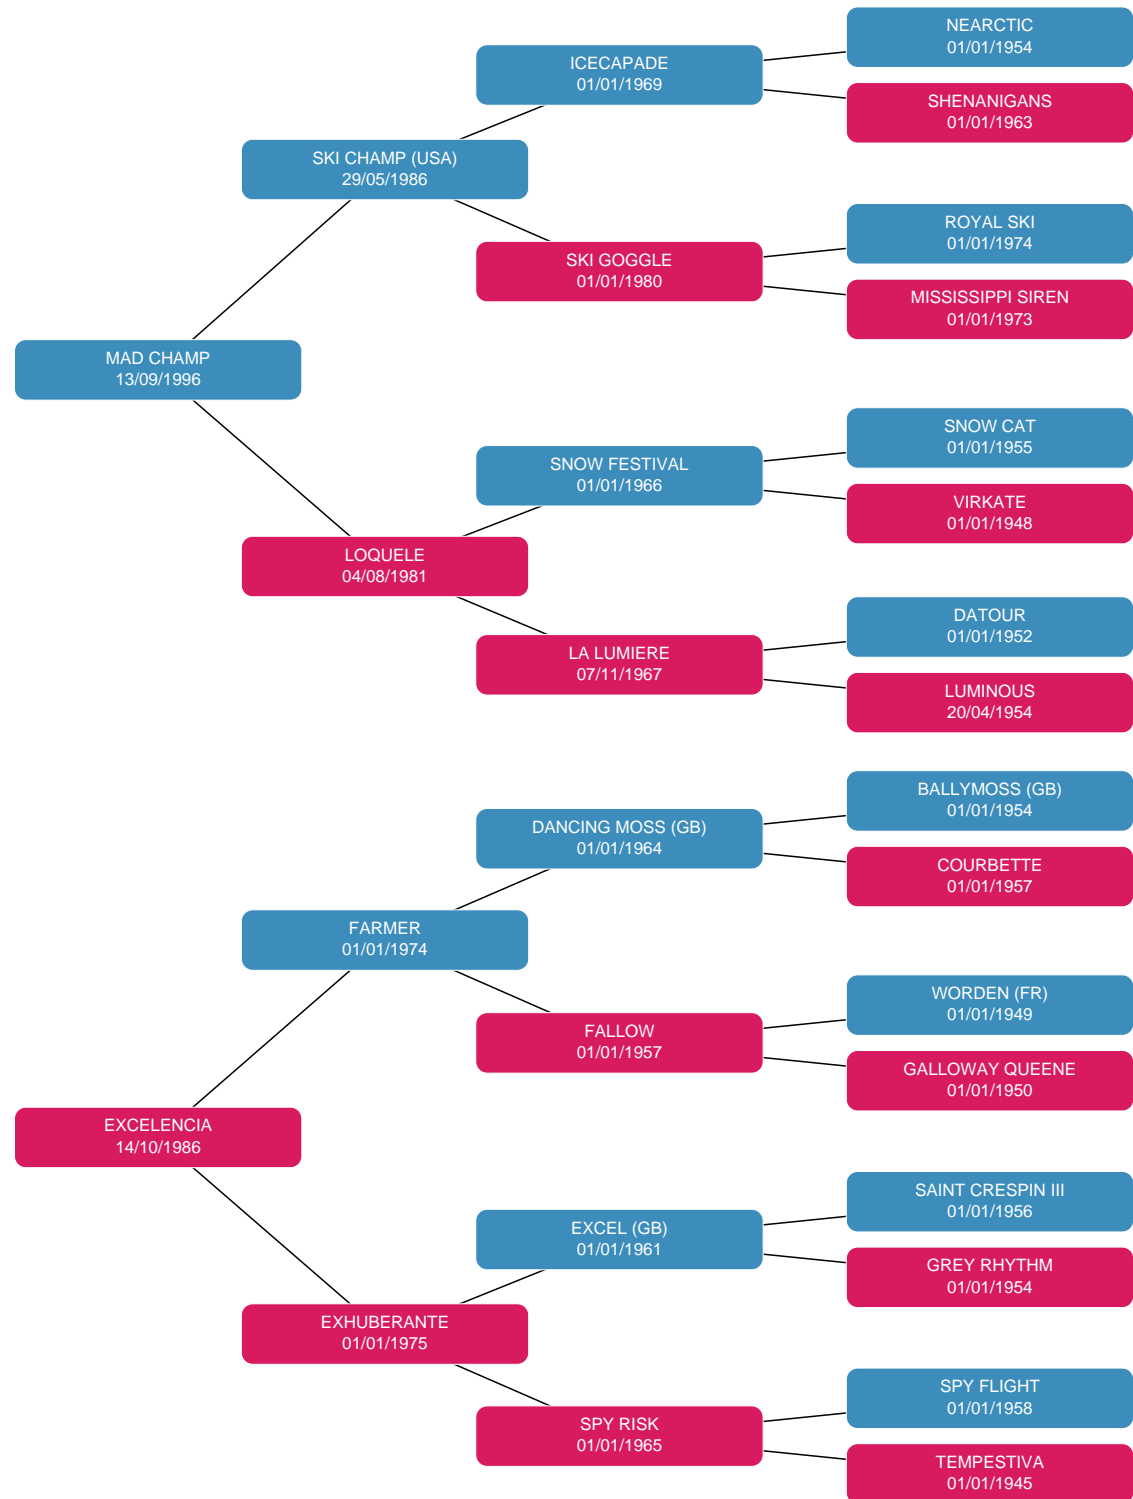 NEARCTIC
01/01/1954
ICECAPADE
01/01/1969
SHENANIGANS
01/01/1963
SKI CHAMP (USA)
29/05/1986
ROYAL SKI
01/01/1974
SKI GOGGLE
01/01/1980
MISSISSIPPI SIREN
01/01/1973
MAD CHAMP
13/09/1996
SNOW CAT
01/01/1955
SNOW FESTIVAL
01/01/1966
VIRKATE
01/01/1948
LOQUELE
04/08/1981
DATOUR
01/01/1952
LA LUMIERE
07/11/1967
LUMINOUS
20/04/1954
BALLYMOSS (GB)
01/01/1954
DANCING MOSS (GB)
01/01/1964
COURBETTE
01/01/1957
FARMER
01/01/1974
WORDEN (FR)
01/01/1949
FALLOW
01/01/1957
GALLOWAY QUEENE
01/01/1950
EXCELENCIA
14/10/1986
SAINT CRESPIN III
01/01/1956
EXCEL (GB)
01/01/1961
GREY RHYTHM
01/01/1954
EXHUBERANTE
01/01/1975
SPY FLIGHT
01/01/1958
SPY RISK
01/01/1965
TEMPESTIVA
01/01/1945